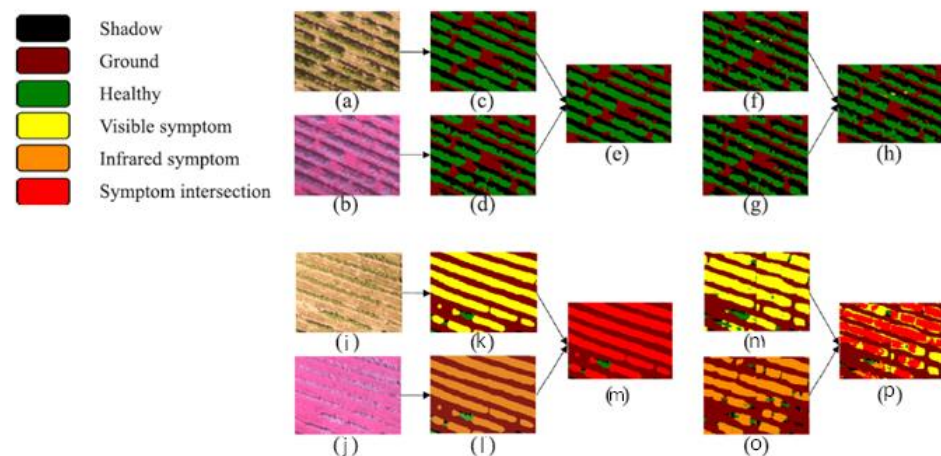 Shadow
Ground
Healthy
Visible symptom
Infrared symptom
Symptom intersection
(a)
(c)
(f)
(e)
(h)
(b)
(d)
(g)
(i)
(k)
(n)
(m)
(p)
(j)
(l)
(o)